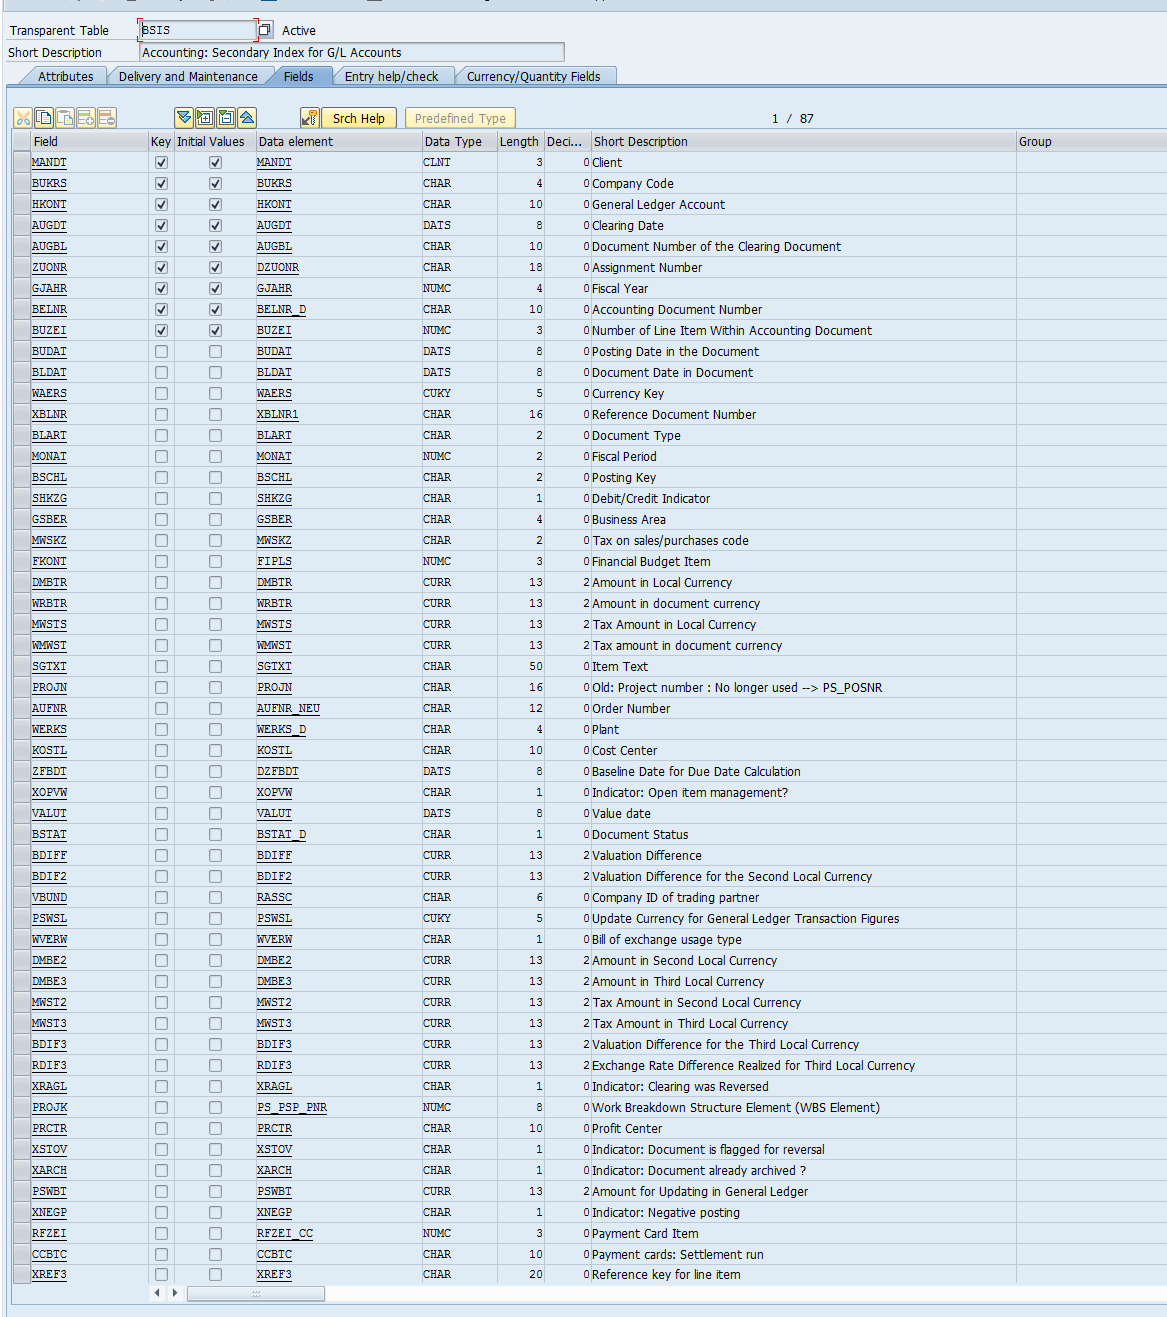 Transparent Table BSIS Active
Short Description Accounting: Secondary Index for G/L Accounts
Attributes Delivery and Maintenance Fields Entry help/check Currency/Quantity Fields
Srch Help Predefined Type 1 / 87
Field Key Initial Values Data element Data Type Length Deci... Short Description Group
MANDT MANDT CLNT 3 0 Client
BUKRS BUKRS CHAR 4 0 Company Code
HKONT HKONT CHAR 10 0 General Ledger Account
AUGDT AUGDT DATS 8 0 Clearing Date
AUGBL AUGBL CHAR 10 0 Document Number of the Clearing Document
ZUONR DZUONR CHAR 18 0 Assignment Number
GJAHR GJAHR NUMC 4 0 Fiscal Year
BELNR BELNR_D CHAR 10 0 Accounting Document Number
BUZEI BUZEI NUMC 3 0 Number of Line Item Within Accounting Document
BUDAT BUDAT DATS 8 0 Posting Date in the Document
BLDAT BLDAT DATS 8 0 Document Date in Document
WAERS WAERS CUKY 5 0 Currency Key
XBLNR XBLNR1 CHAR 16 0 Reference Document Number
BLART BLART CHAR 2 0 Document Type
MONAT MONAT NUMC 2 0 Fiscal Period
BSCHL BSCHL CHAR 2 0 Posting Key
SHKZG SHKZG CHAR 1 0 Debit/Credit Indicator
GSBER GSBER CHAR 4 0 Business Area
MWSKZ MWSKZ CHAR 2 0 Tax on sales/purchases code
FKONT FIPLS NUMC 3 0 Financial Budget Item
DMBTR DMBTR CURR 13 2 Amount in Local Currency
WRBTR WRBTR CURR 13 2 Amount in document currency
MWSTS MWSTS CURR 13 2 Tax Amount in Local Currency
WMWST WMWST CURR 13 2 Tax amount in document currency
SGTXT SGTXT CHAR 50 0 Item Text
PROJN PROJN CHAR 16 0 Old: Project number : No longer used --> PS_POSNR
AUFNR AUFNR_NEU CHAR 12 0 Order Number
WERKS WERKS_D CHAR 4 0 Plant
KOSTL KOSTL CHAR 10 0 Cost Center
ZFBDT DZFBDT DATS 8 0 Baseline Date for Due Date Calculation
XOPVW XOPVW CHAR 1 0 Indicator: Open item management?
VALUT VALUT DATS 8 0 Value date
BSTAT BSTAT_D CHAR 1 0 Document Status
BDIFF BDIFF CURR 13 2 Valuation Difference
BDIF2 BDIF2 CURR 13 2 Valuation Difference for the Second Local Currency
VBUND RASSC CHAR 6 0 Company ID of trading partner
PSWSL PSWSL CUKY 5 0 Update Currency for General Ledger Transaction Figures
WVERW WVERW CHAR 1 0 Bill of exchange usage type
DMBE2 DMBE2 CURR 13 2 Amount in Second Local Currency
DMBE3 DMBE3 CURR 13 2 Amount in Third Local Currency
MWST2 MWST2 CURR 13 2 Tax Amount in Second Local Currency
MWST3 MWST3 CURR 13 2 Tax Amount in Third Local Currency
BDIF3 BDIF3 CURR 13 2 Valuation Difference for the Third Local Currency
RDIF3 RDIF3 CURR 13 2 Exchange Rate Difference Realized for Third Local Currency
XRAGL XRAGL CHAR 1 0 Indicator: Clearing was Reversed
PROJK PS_PSP_PNR NUMC 8 0 Work Breakdown Structure Element (WBS Element)
PRCTR PRCTR CHAR 10 0 Profit Center
XSTOV XSTOV CHAR 1 0 Indicator: Document is flagged for reversal
XARCH XARCH CHAR 1 0 Indicator: Document already archived ?
PSWBT PSWBT CURR 13 2 Amount for Updating in General Ledger
XNEGP XNEGP CHAR 1 0 Indicator: Negative posting
RFZEI RFZEI_CC NUMC 3 0 Payment Card Item
CCBTC CCBTC CHAR 10 0 Payment cards: Settlement run
XREF3 XREF3 CHAR 20 0 Reference key for line item